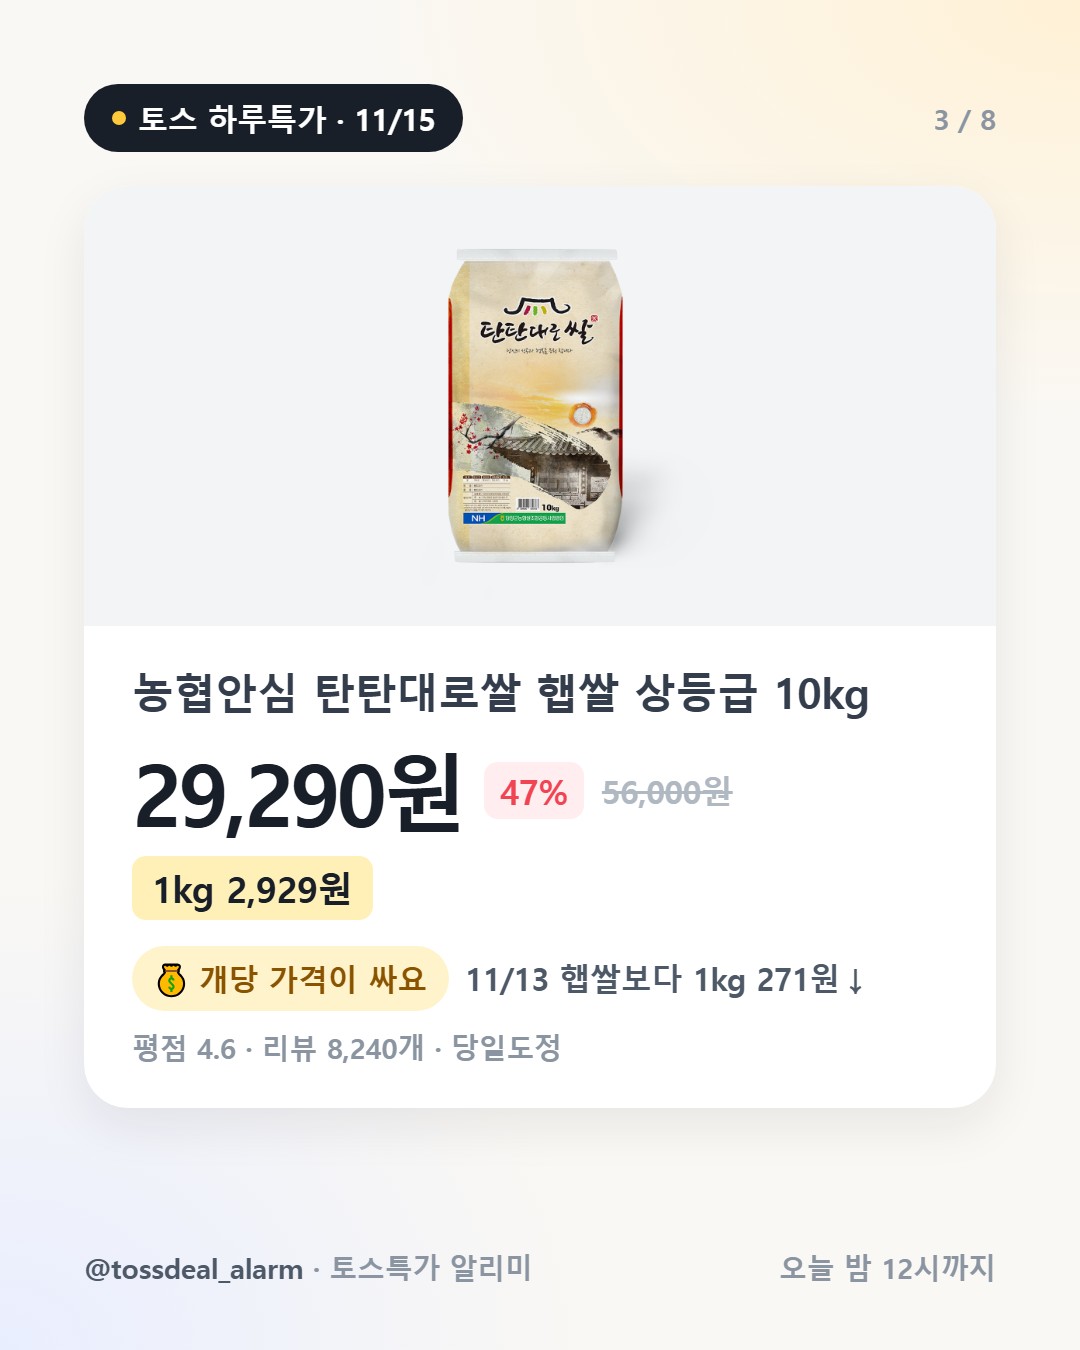 토스 하루특가 · 11/15
3 / 8
탄탄대로쌀
10kg
NH
농협안심 탄탄대로쌀 햅쌀 상등급 10kg
29,290원 47% 56,000원
1kg 2,929원
개당 가격이 싸요 11/13 햅쌀보다 1kg 271원↓
평점 4.6 · 리뷰 8,240개 · 당일도정
@tossdeal_alarm · 토스특가 알리미
오늘 밤 12시까지